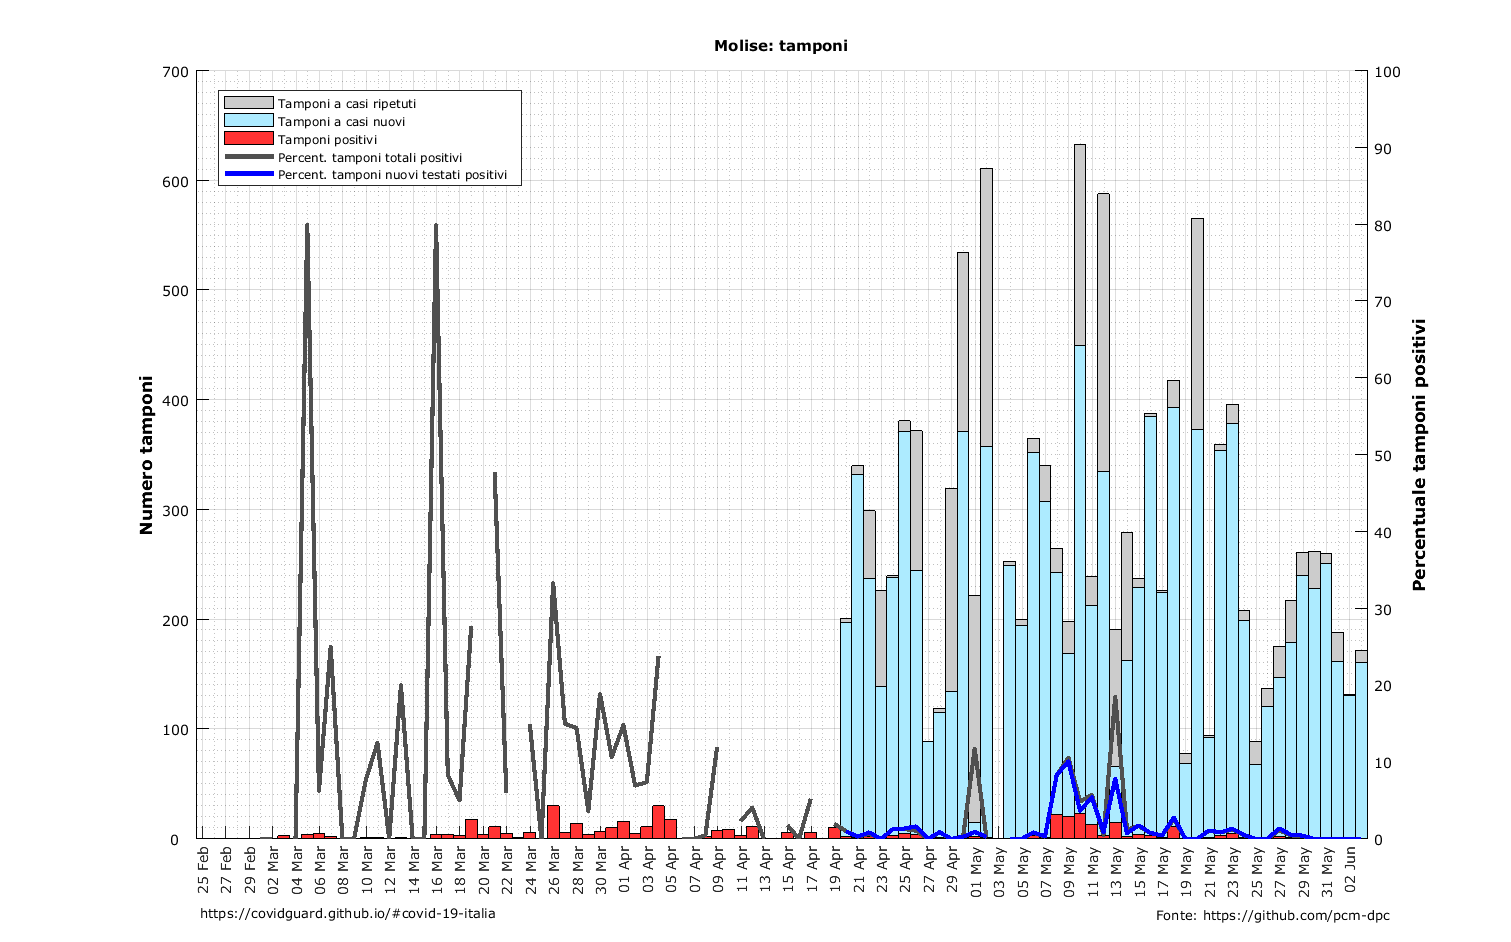 Molise: tamponi
700
600
500
400
300
200
100
0
100
90
80
70
60
50
40
30
20
10
0
Numero tamponi
Percentuale tamponi positivi
Tamponi a casi ripetuti
Tamponi a casi nuovi
Tamponi positivi
Percent. tamponi totali positivi
Percent. tamponi nuovi testati positivi
25 Feb
27 Feb
29 Feb
02 Mar
04 Mar
06 Mar
08 Mar
10 Mar
12 Mar
14 Mar
16 Mar
18 Mar
20 Mar
22 Mar
24 Mar
26 Mar
28 Mar
30 Mar
01 Apr
03 Apr
05 Apr
07 Apr
09 Apr
11 Apr
13 Apr
15 Apr
17 Apr
19 Apr
21 Apr
23 Apr
25 Apr
27 Apr
29 Apr
01 May
03 May
05 May
07 May
09 May
11 May
13 May
15 May
17 May
19 May
21 May
23 May
25 May
27 May
29 May
31 May
02 Jun
https://covidguard.github.io/#covid-19-italia
Fonte: https://github.com/pcm-dpc